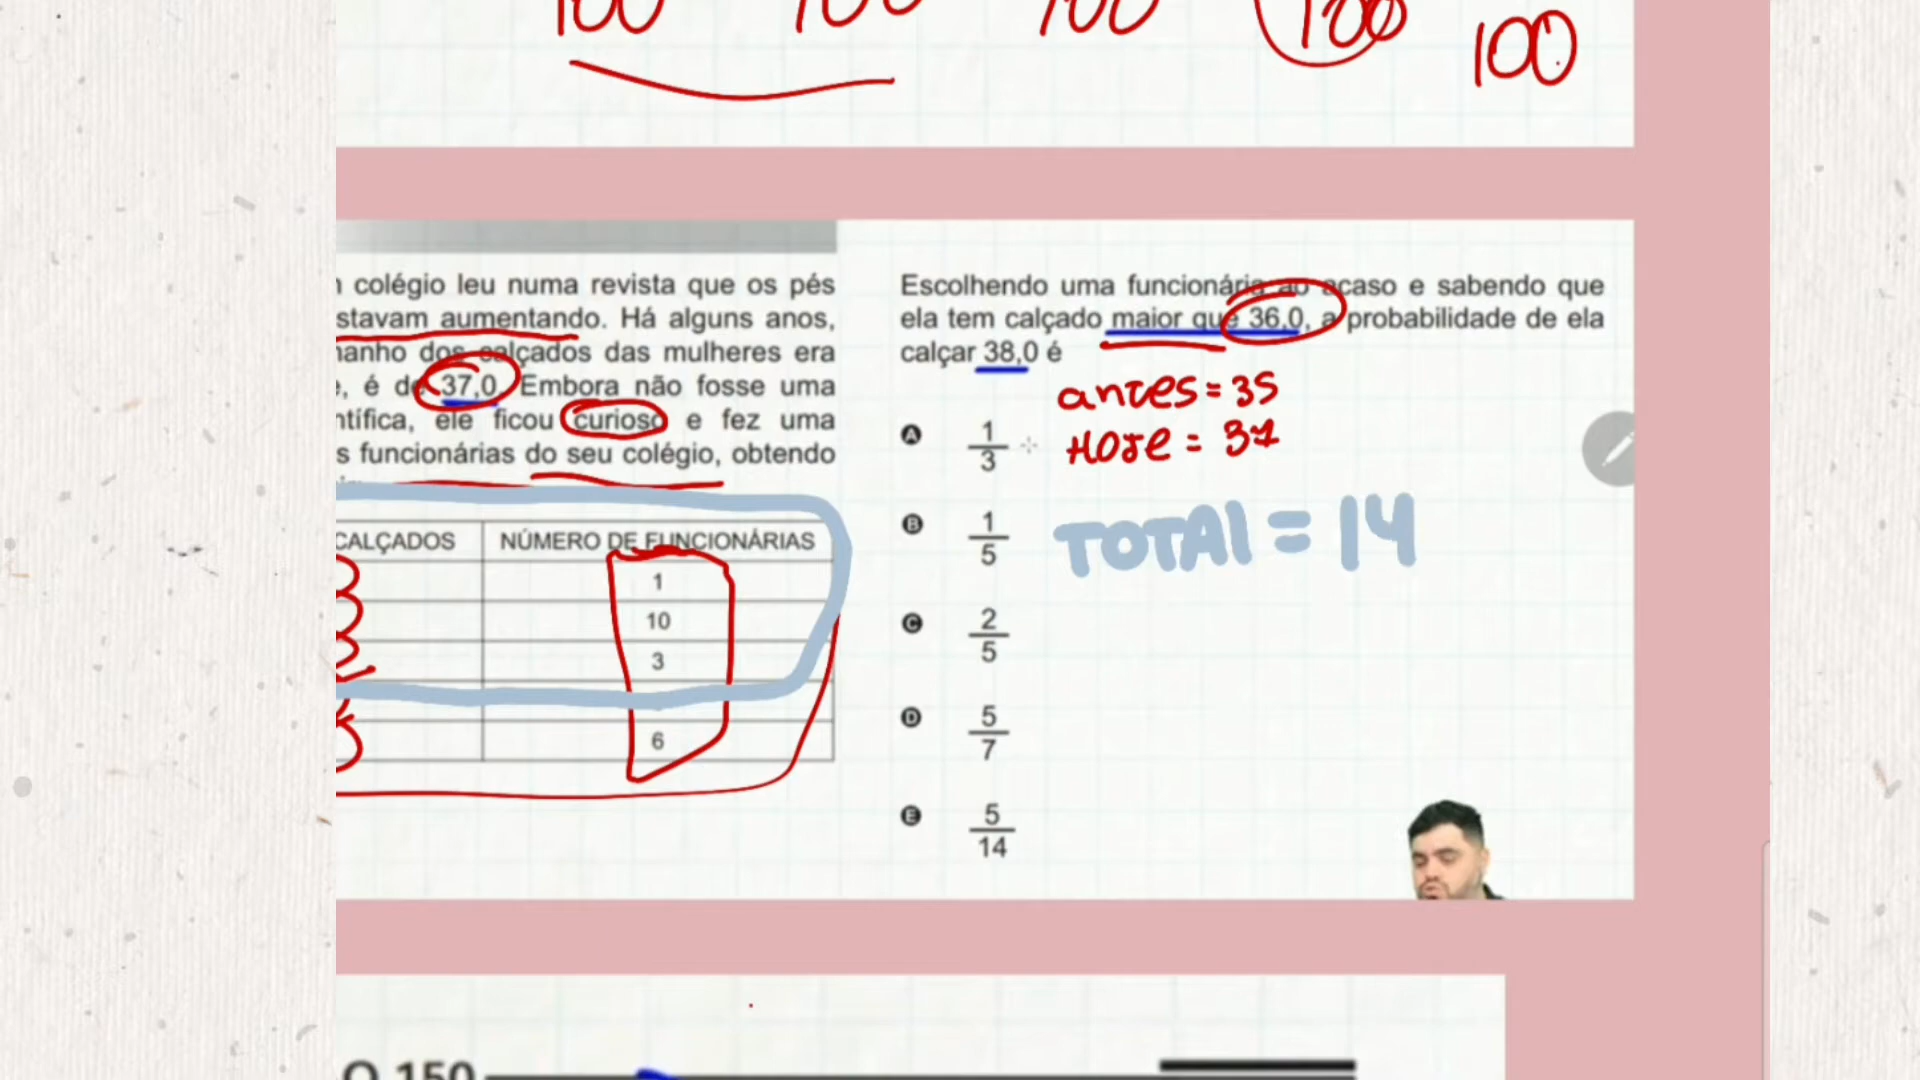 100 100 100 100 100
colégio leu numa revista que os pés
stavam aumentando. Há alguns anos,
manho dos calçados das mulheres era
, é de 37,0. Embora não fosse uma
ntífica, ele ficou curioso e fez uma
s funcionárias do seu colégio, obtendo
CALÇADOS NÚMERO DE FUNCIONÁRIAS
1
10
3
6
Escolhendo uma funcionária ao acaso e sabendo que
ela tem calçado maior que 36,0, a probabilidade de ela
calçar 38,0 é
antes = 35
Hoje = 37
A 1/3
B 1/5
TOTAl = 14
C 2/5
D 5/7
E 5/14
Q 150